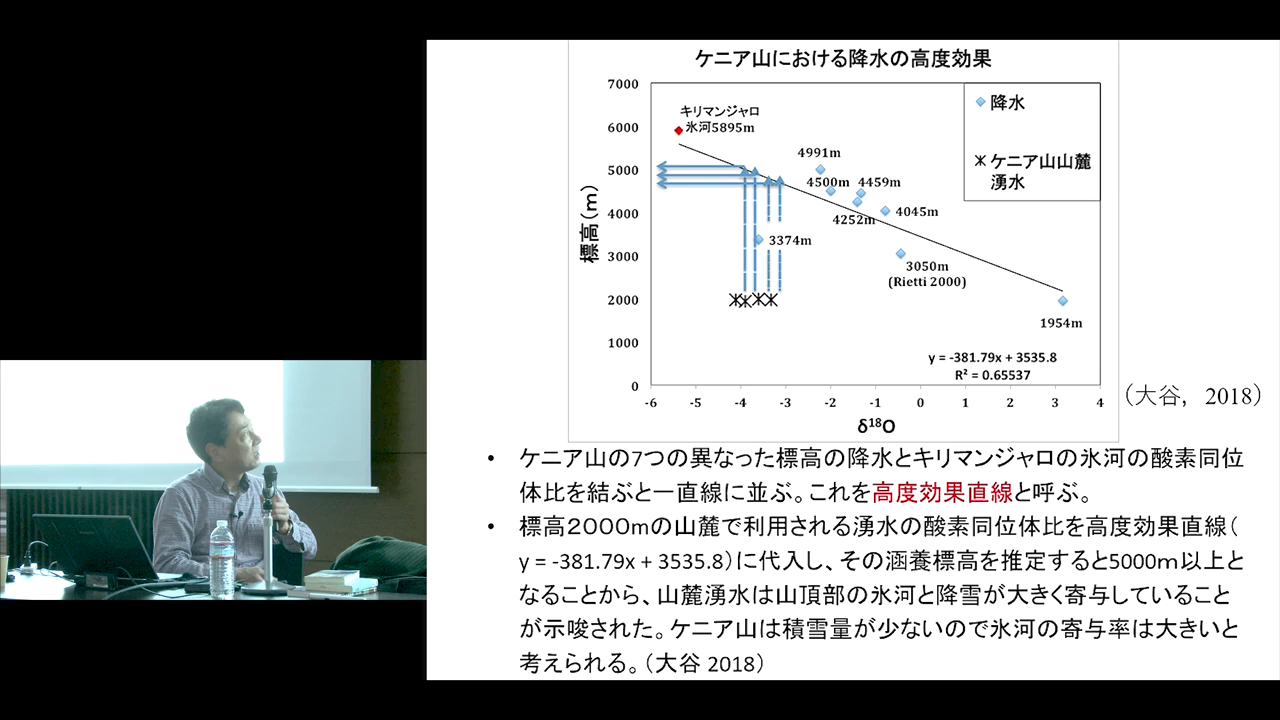 ケニア山における降水の高度効果
7000
6000
5000
4000
3000
2000
1000
0
標高(m)
キリマンジャロ
氷河5895m
4991m
4500m
4459m
4252m
4045m
3374m
3050m
(Rietti 2000)
1954m
降水
ケニア山山麓
湧水
y = -381.79x + 3535.8
R² = 0.65537
-6 -5 -4 -3 -2 -1 0 1 2 3 4
δ¹⁸O
(大谷, 2018)
• ケニア山の7つの異なった標高の降水とキリマンジャロの氷河の酸素同位
体比を結ぶと一直線に並ぶ。これを高度効果直線と呼ぶ。
• 標高2000mの山麓で利用される湧水の酸素同位体比を高度効果直線(
y = -381.79x + 3535.8)に代入し、その涵養標高を推定すると5000m以上と
なることから、山麓湧水は山頂部の氷河と降雪が大きく寄与していること
が示唆された。ケニア山は積雪量が少ないので氷河の寄与率は大きいと
考えられる。(大谷 2018)